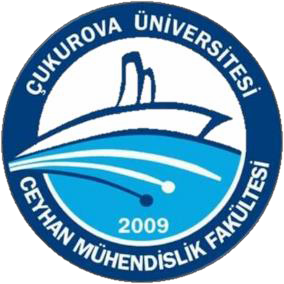 ÇUKUROVA ÜNİVERSİTESİ
2009
CEYHAN MÜHENDİSLİK FAKÜLTESİ